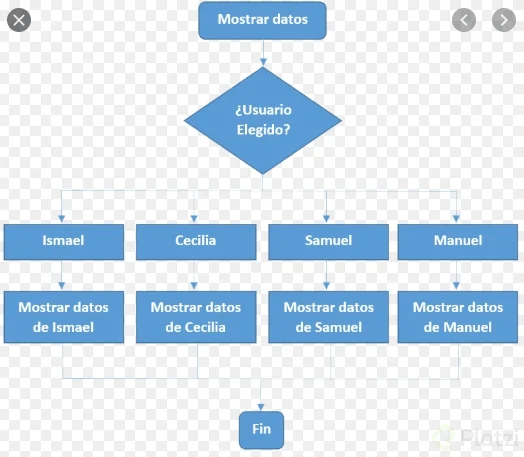 Mostrar datos
¿Usuario
Elegido?
Ismael
Cecilia
Samuel
Manuel
Mostrar datos
de Ismael
Mostrar datos
de Cecilia
Mostrar datos
de Samuel
Mostrar datos
de Manuel
Fin
Platzi